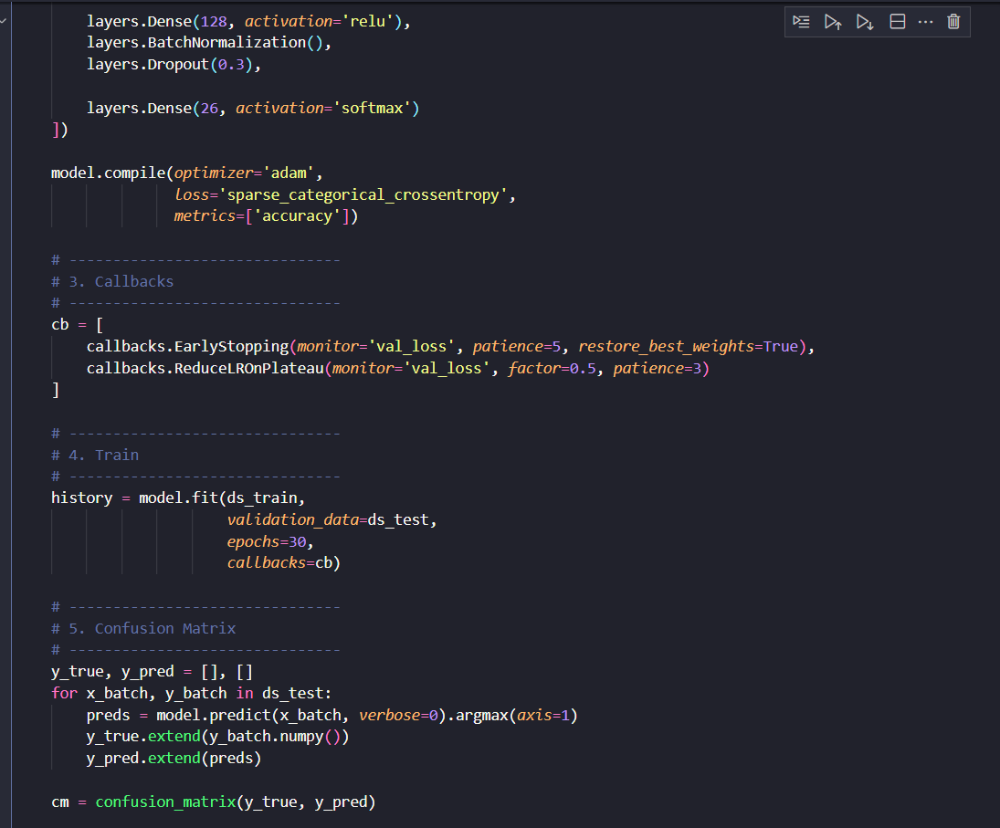 layers.Dense(128, activation='relu'),
layers.BatchNormalization(),
layers.Dropout(0.3),
layers.Dense(26, activation='softmax')
])
model.compile(optimizer='adam',
loss='sparse_categorical_crossentropy',
metrics=['accuracy'])
# -------------------------------
# 3. Callbacks
# -------------------------------
cb = [
callbacks.EarlyStopping(monitor='val_loss', patience=5, restore_best_weights=True),
callbacks.ReduceLROnPlateau(monitor='val_loss', factor=0.5, patience=3)
]
# -------------------------------
# 4. Train
# -------------------------------
history = model.fit(ds_train,
validation_data=ds_test,
epochs=30,
callbacks=cb)
# -------------------------------
# 5. Confusion Matrix
# -------------------------------
y_true, y_pred = [], []
for x_batch, y_batch in ds_test:
preds = model.predict(x_batch, verbose=0).argmax(axis=1)
y_true.extend(y_batch.numpy())
y_pred.extend(preds)
cm = confusion_matrix(y_true, y_pred)